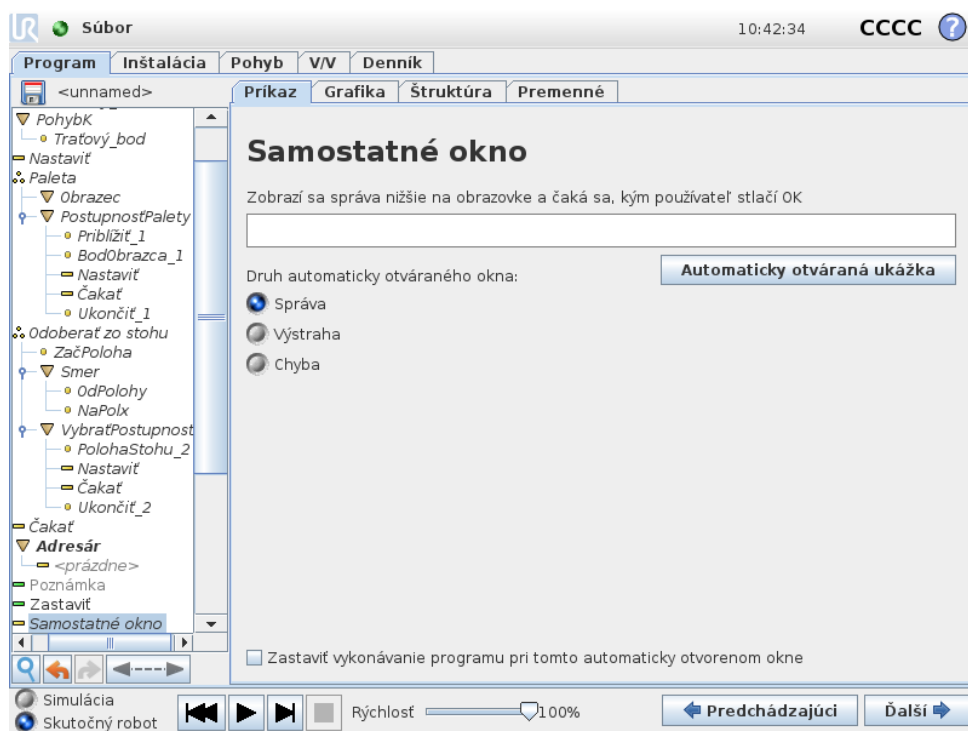 Súbor
10:42:34
CCCC
Program Inštalácia Pohyb V/V Denník
<unnamed>
Príkaz Grafika Štruktúra Premenné
PohybK
Traťový_bod
Nastaviť
Paleta
Obrazec
PostupnosťPalety
Priblížiť_1
BodObrazca_1
Nastaviť
Čakať
Ukončiť_1
Odoberať zo stohu
ZačPoloha
Smer
OdPolohy
NaPolx
VybraťPostupnost
PolohaStohu_2
Nastaviť
Čakať
Ukončiť_2
Čakať
Adresár
<prázdne>
Poznámka
Zastaviť
Samostatné okno
Samostatné okno
Zobrazí sa správa nižšie na obrazovke a čaká sa, kým používateľ stlačí OK
Druh automaticky otváraného okna:
Automaticky otváraná ukážka
Správa
Výstraha
Chyba
Zastaviť vykonávanie programu pri tomto automaticky otvorenom okne
Simulácia
Skutočný robot
Rýchlosť 100%
Predchádzajúci
Ďalší